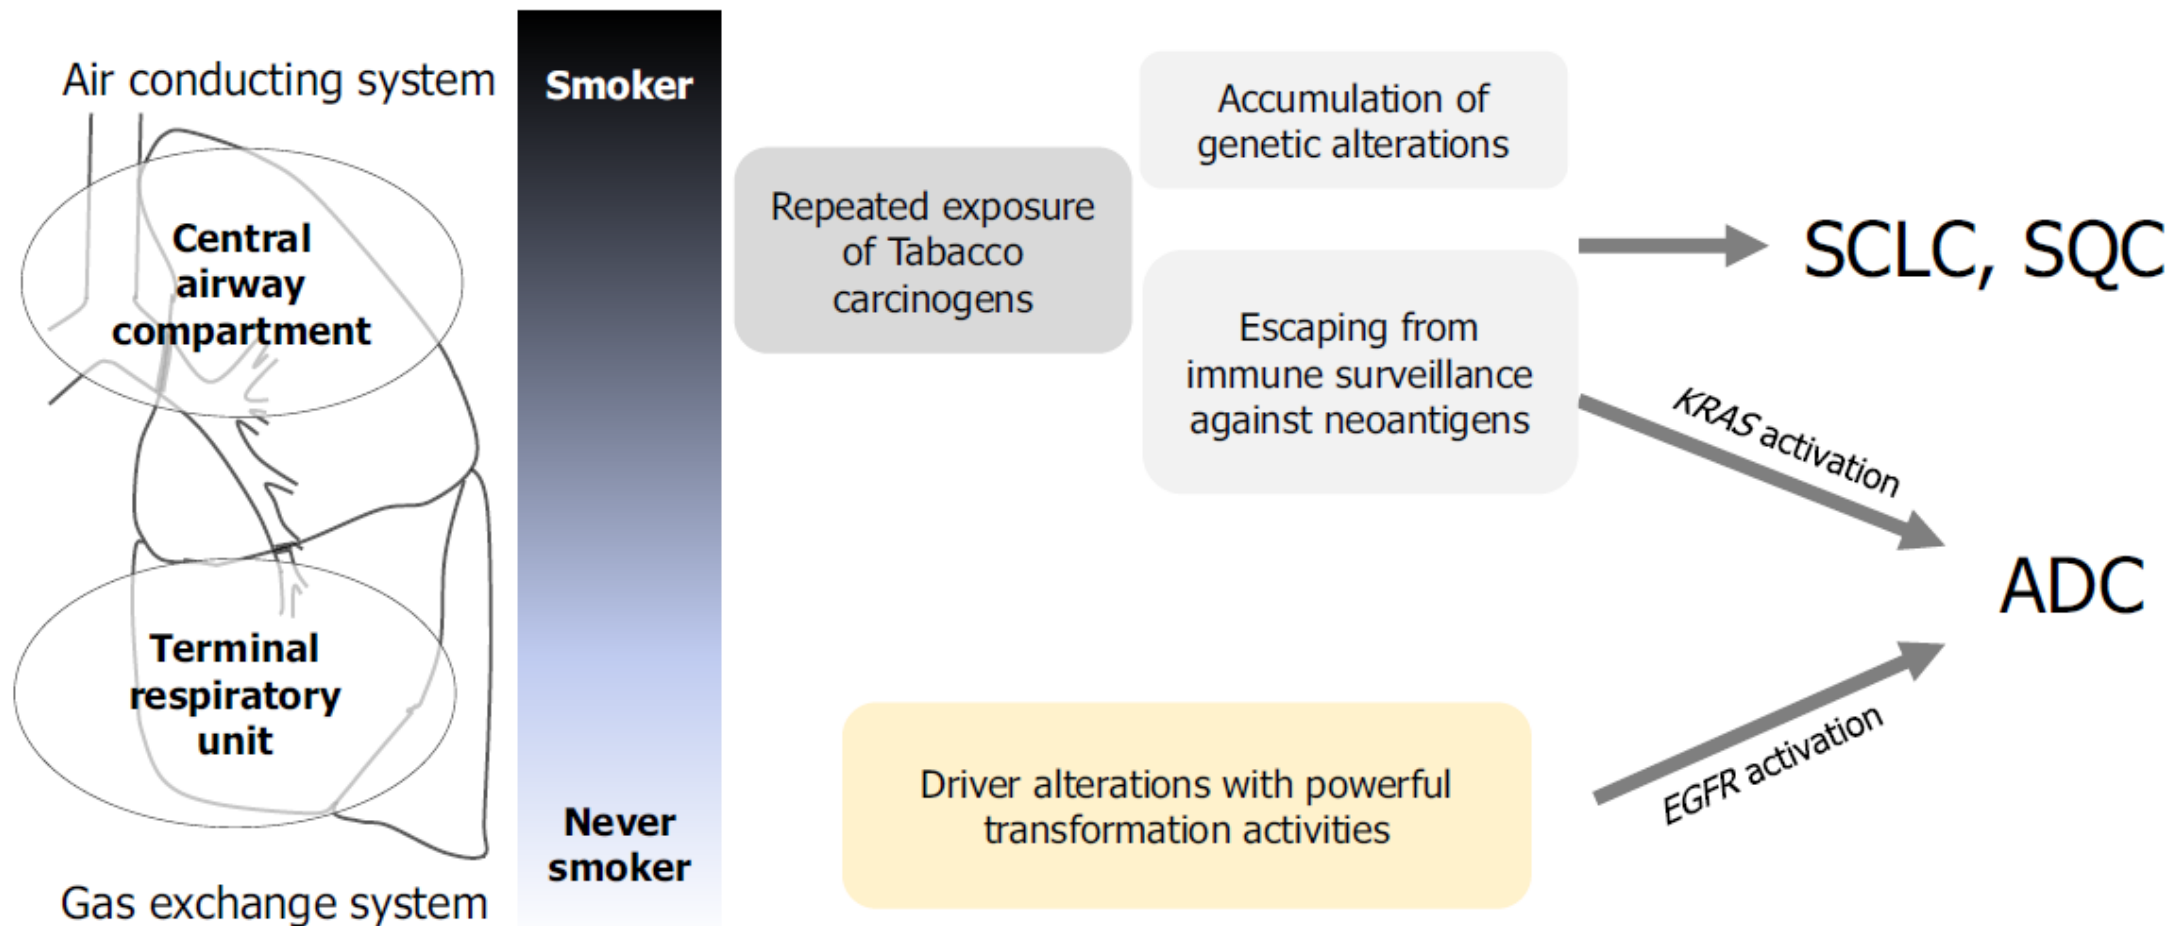 Air conducting system
Central
airway
compartment
Terminal
respiratory
unit
Gas exchange system
Smoker
Never
smoker
Repeated exposure
of Tabacco
carcinogens
Accumulation of
genetic alterations
Escaping from
immune surveillance
against neoantigens
Driver alterations with powerful
transformation activities
SCLC, SQC
KRAS activation
ADC
EGFR activation